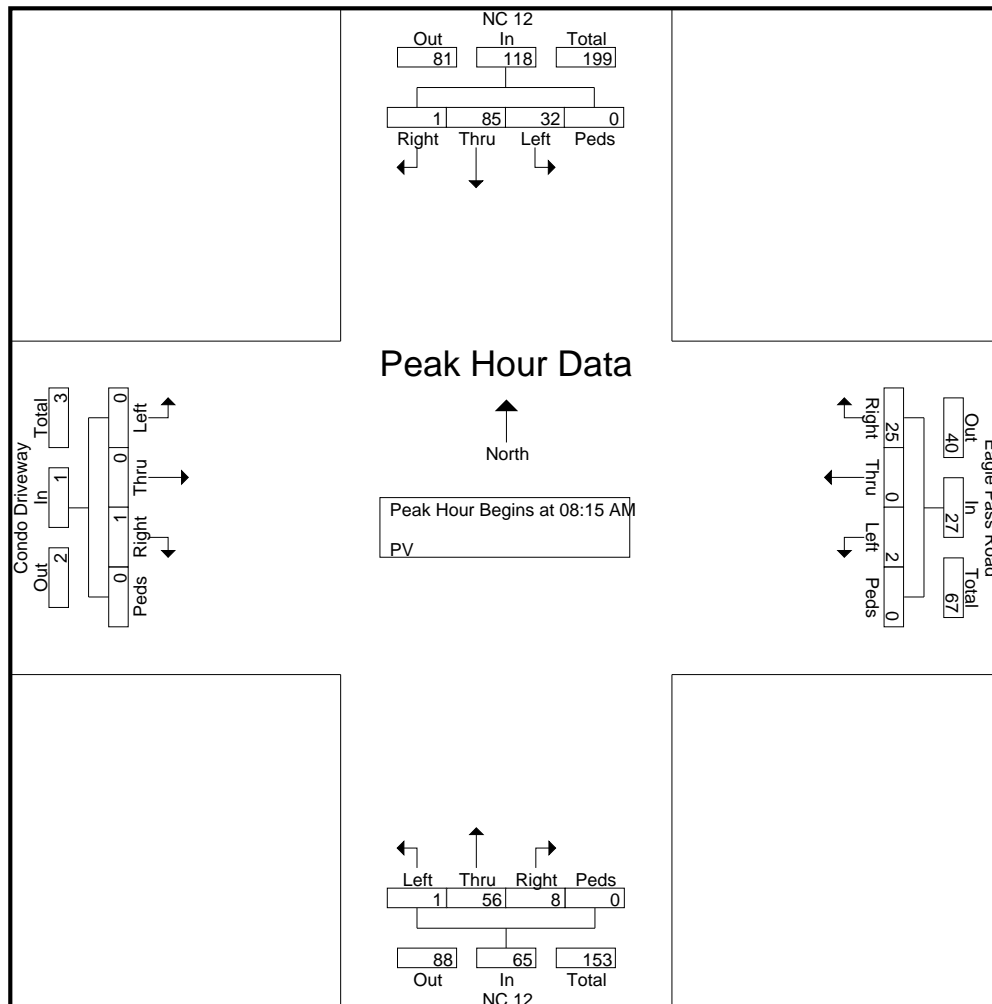 NC 12
Out In Total
81 118 199
1 85 32 0
Right Thru Left Peds
Peak Hour Data
North
Peak Hour Begins at 08:15 AM
PV
Condo Driveway
Out In Total
2 1 3
0 0 1 0
Left Thru Right Peds
Eagle Pass Road
Out In Total
40 27 67
25 0 2 0
Right Thru Left Peds
Left Thru Right Peds
1 56 8 0
88 65 153
Out In Total
NC 12